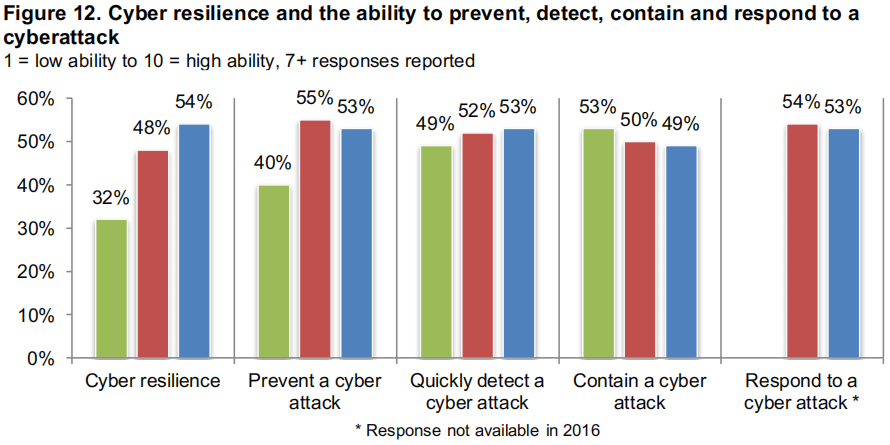 Figure 12. Cyber resilience and the ability to prevent, detect, contain and respond to a
cyberattack
1 = low ability to 10 = high ability, 7+ responses reported
60%
50%
40%
30%
20%
10%
0%
32%
48%
54%
40%
55%
53%
49%
52%
53%
53%
50%
49%
54%
53%
Cyber resilience
Prevent a cyber
attack
Quickly detect a
cyber attack
Contain a cyber
attack
Respond to a
cyber attack *
* Response not available in 2016